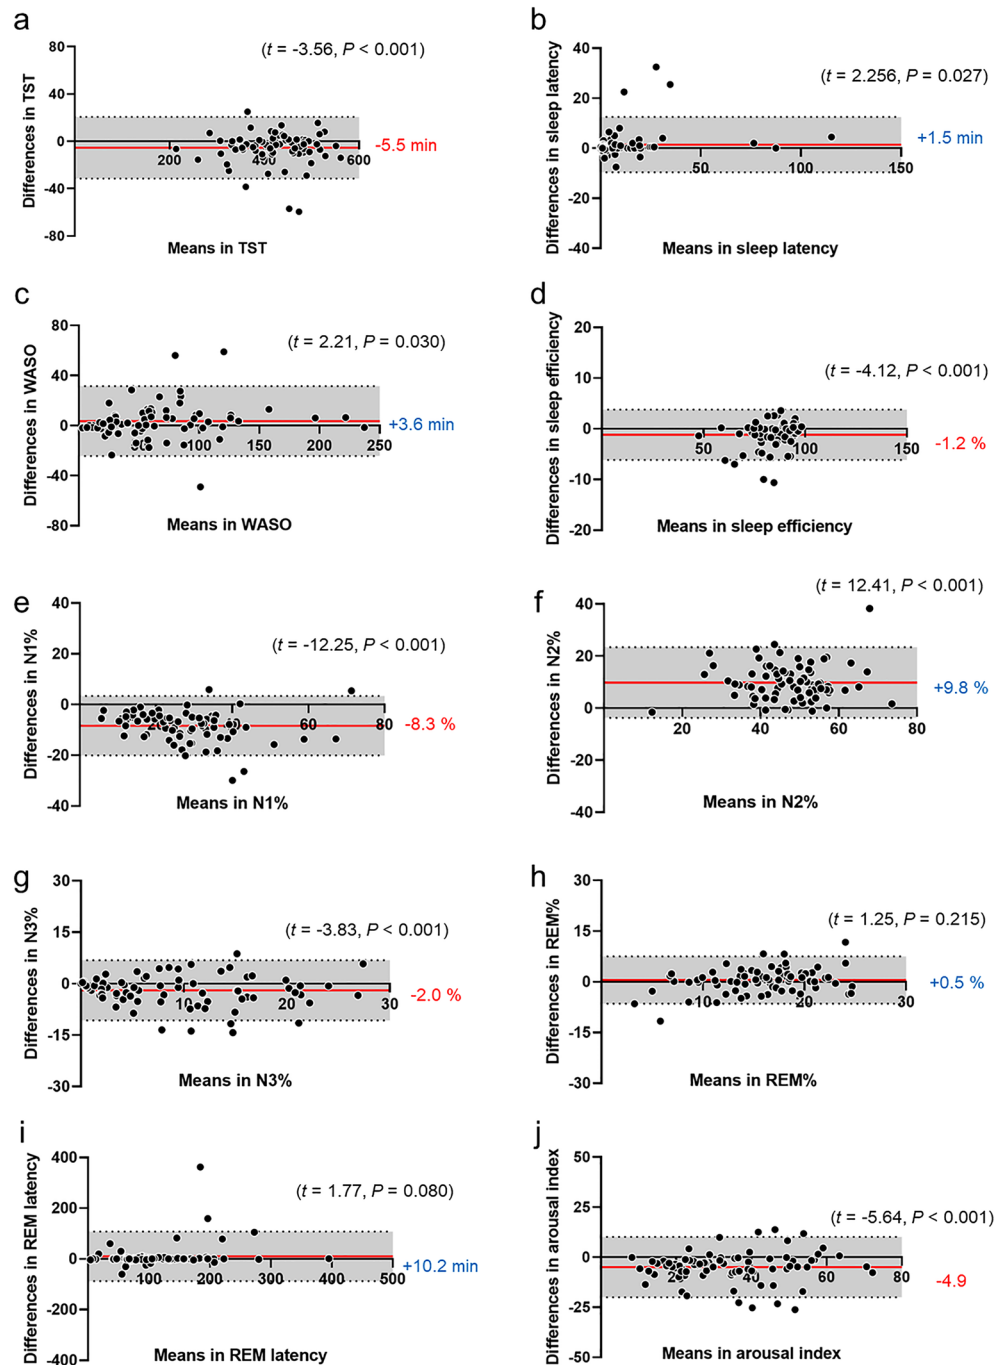 a
(t = -3.56, P < 0.001)
Differences in TST
80
40
0
-40
-80
200
400
600
-5.5 min
Means in TST
b
(t = 2.256, P = 0.027)
Differences in sleep latency
40
20
0
-20
-40
50
100
150
+1.5 min
Means in sleep latency
c
(t = 2.21, P = 0.030)
Differences in WASO
80
40
0
-40
-80
50
100
150
200
250
+3.6 min
Means in WASO
d
(t = -4.12, P < 0.001)
Differences in sleep efficiency
20
10
0
-10
-20
50
100
150
-1.2 %
Means in sleep efficiency
e
(t = -12.25, P < 0.001)
Differences in N1%
40
20
0
-20
-40
20
40
60
80
-8.3 %
Means in N1%
f
(t = 12.41, P < 0.001)
Differences in N2%
40
20
0
-20
-40
20
40
60
80
+9.8 %
Means in N2%
g
(t = -3.83, P < 0.001)
Differences in N3%
30
15
0
-15
-30
10
20
30
-2.0 %
Means in N3%
h
(t = 1.25, P = 0.215)
Differences in REM%
30
15
0
-15
-30
10
20
30
+0.5 %
Means in REM%
i
(t = 1.77, P = 0.080)
Differences in REM latency
400
200
0
-200
-400
100
200
300
400
500
+10.2 min
Means in REM latency
j
(t = -5.64, P < 0.001)
Differences in arousal index
50
25
0
-25
-50
20
40
60
80
-4.9
Means in arousal index